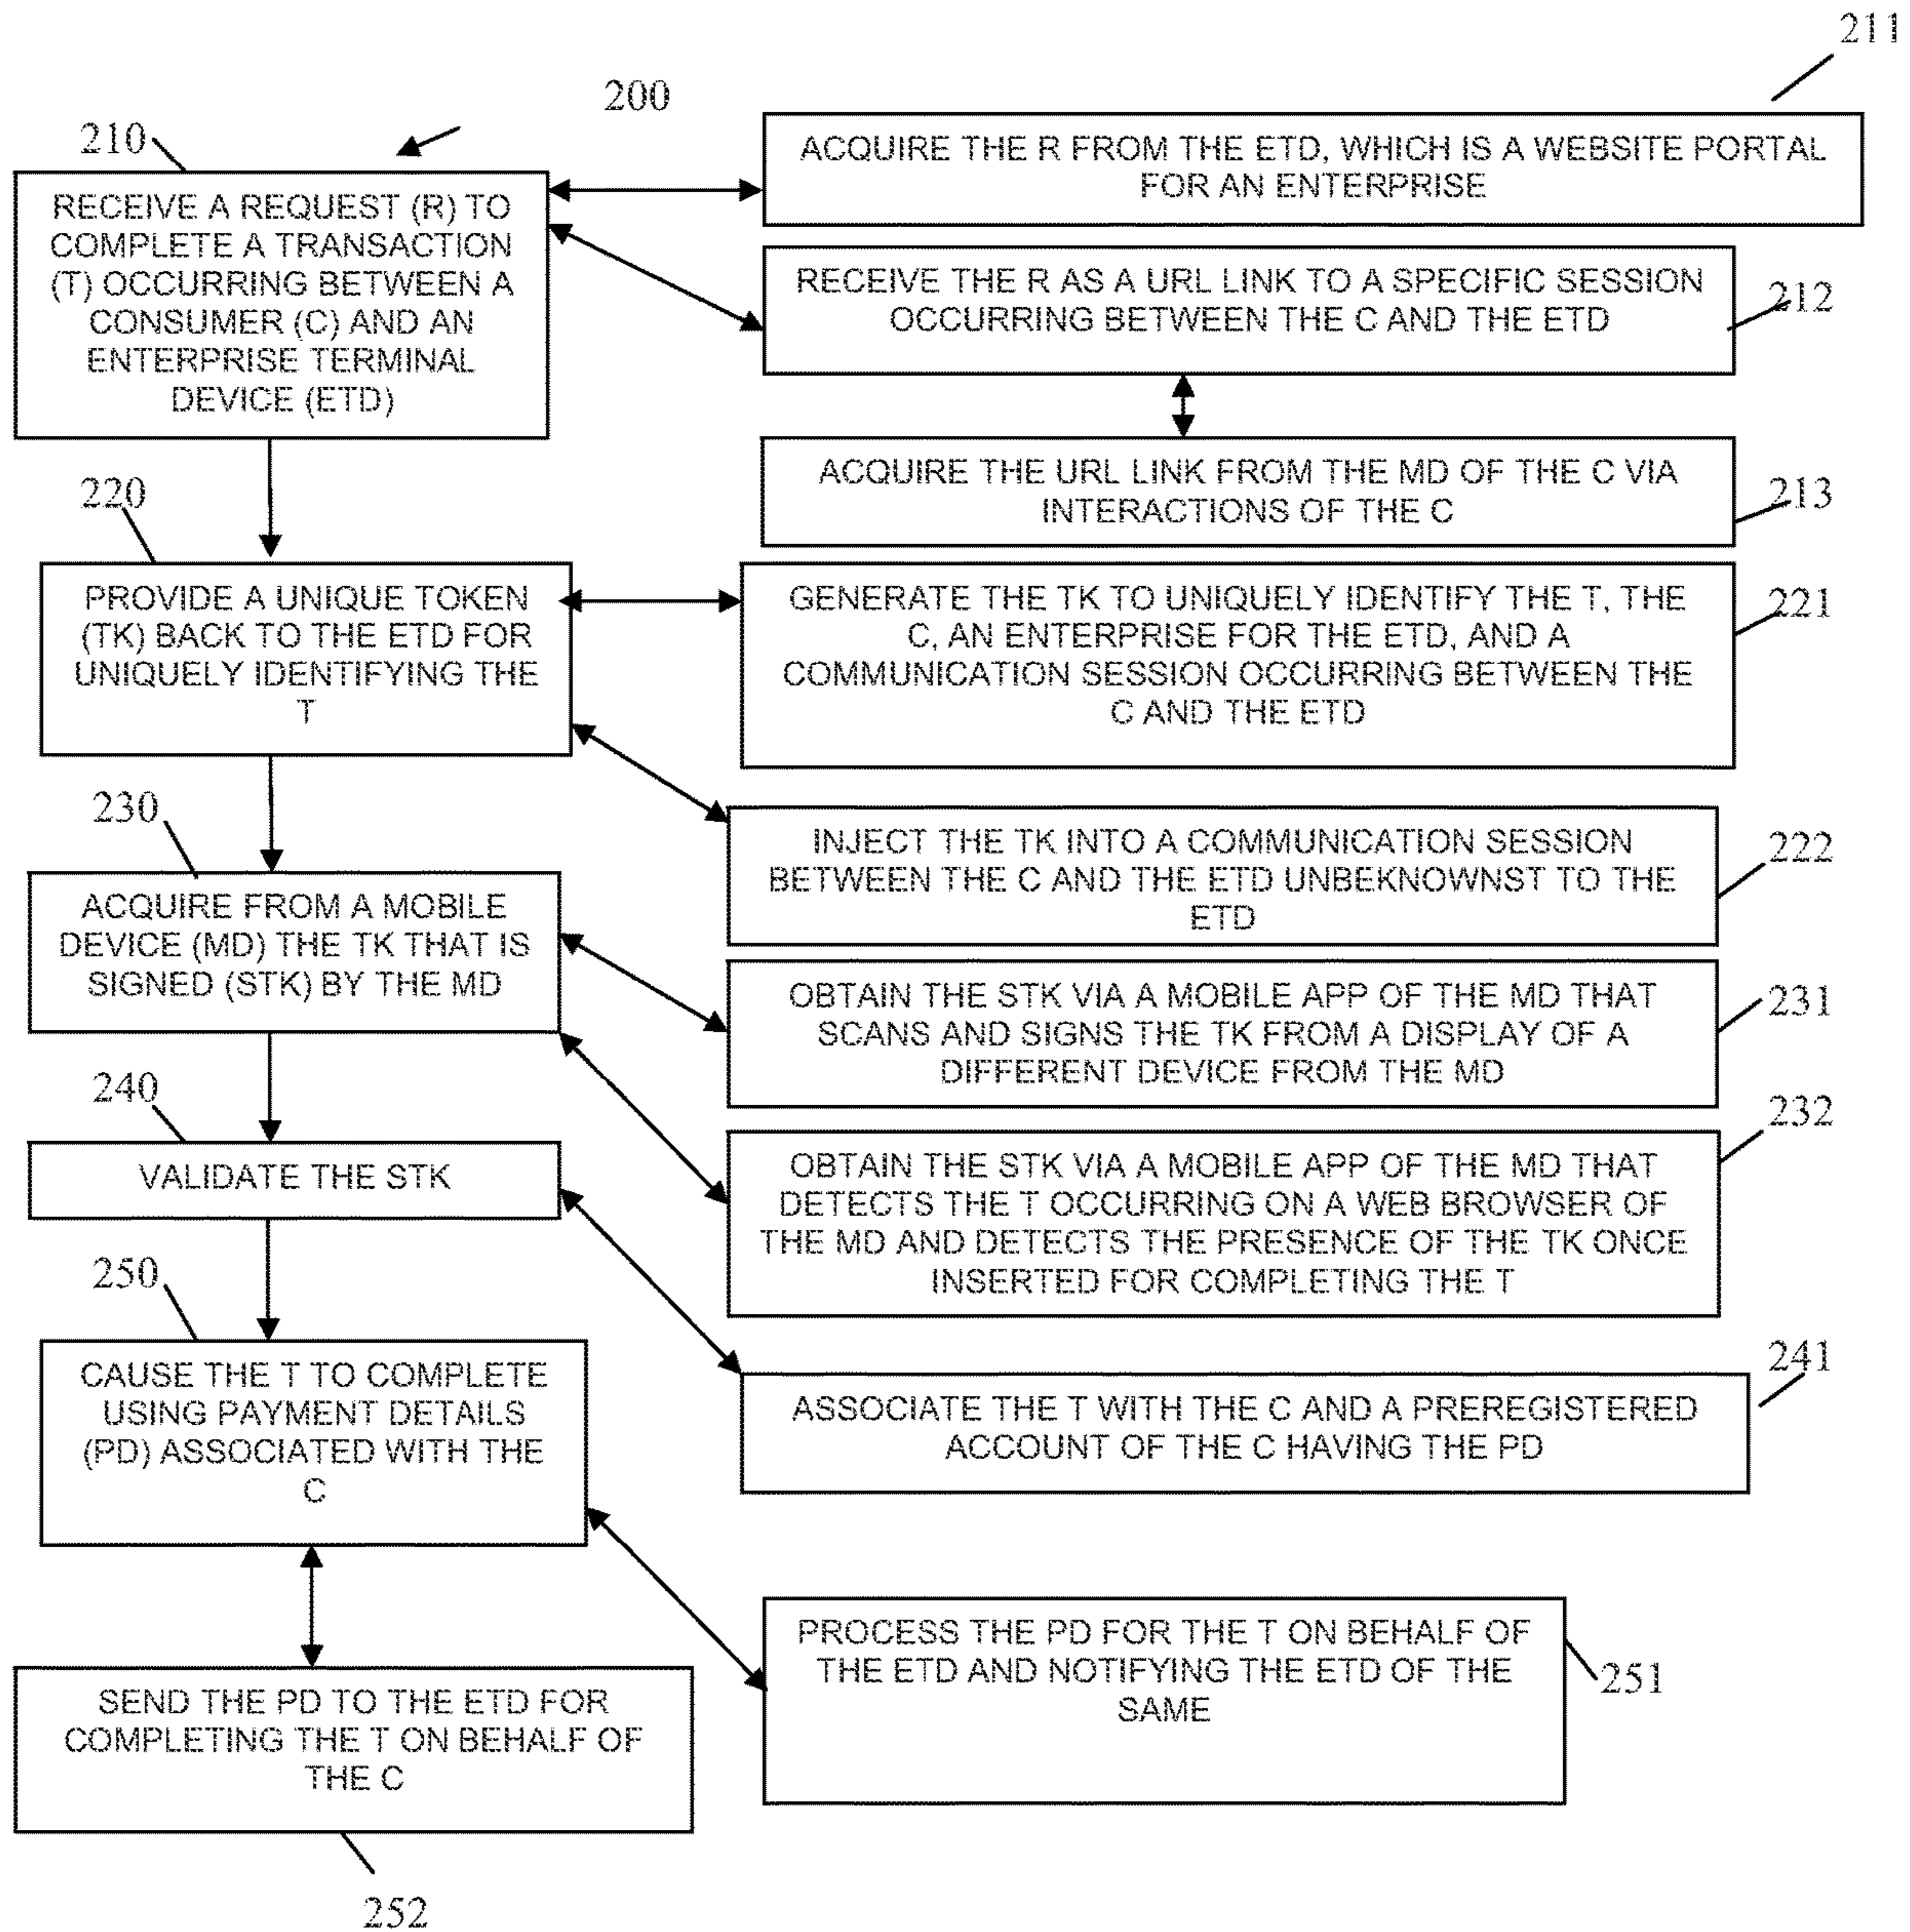 200
210
RECEIVE A REQUEST (R) TO
COMPLETE A TRANSACTION
(T) OCCURRING BETWEEN A
CONSUMER (C) AND AN
ENTERPRISE TERMINAL
DEVICE (ETD)
211
ACQUIRE THE R FROM THE ETD, WHICH IS A WEBSITE PORTAL
FOR AN ENTERPRISE
RECEIVE THE R AS A URL LINK TO A SPECIFIC SESSION
OCCURRING BETWEEN THE C AND THE ETD
212
ACQUIRE THE URL LINK FROM THE MD OF THE C VIA
INTERACTIONS OF THE C
213
220
PROVIDE A UNIQUE TOKEN
(TK) BACK TO THE ETD FOR
UNIQUELY IDENTIFYING THE
T
GENERATE THE TK TO UNIQUELY IDENTIFY THE T, THE
C, AN ENTERPRISE FOR THE ETD, AND A
COMMUNICATION SESSION OCCURRING BETWEEN THE
C AND THE ETD
221
INJECT THE TK INTO A COMMUNICATION SESSION
BETWEEN THE C AND THE ETD UNBEKNOWNST TO THE
ETD
222
230
ACQUIRE FROM A MOBILE
DEVICE (MD) THE TK THAT IS
SIGNED (STK) BY THE MD
OBTAIN THE STK VIA A MOBILE APP OF THE MD THAT
SCANS AND SIGNS THE TK FROM A DISPLAY OF A
DIFFERENT DEVICE FROM THE MD
231
OBTAIN THE STK VIA A MOBILE APP OF THE MD THAT
DETECTS THE T OCCURRING ON A WEB BROWSER OF
THE MD AND DETECTS THE PRESENCE OF THE TK ONCE
INSERTED FOR COMPLETING THE T
232
240
VALIDATE THE STK
ASSOCIATE THE T WITH THE C AND A PREREGISTERED
ACCOUNT OF THE C HAVING THE PD
241
250
CAUSE THE T TO COMPLETE
USING PAYMENT DETAILS
(PD) ASSOCIATED WITH THE
C
PROCESS THE PD FOR THE T ON BEHALF OF
THE ETD AND NOTIFYING THE ETD OF THE
SAME
251
SEND THE PD TO THE ETD FOR
COMPLETING THE T ON BEHALF OF
THE C
252